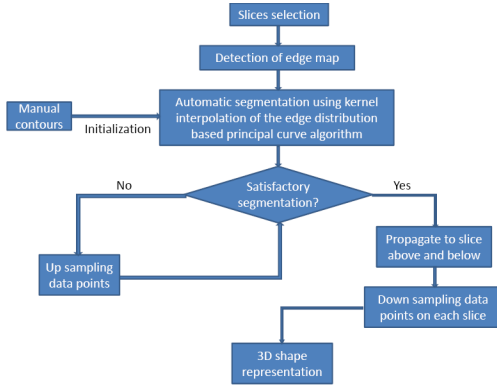 Slices selection
Detection of edge map
Manual
contours
Initialization
Automatic segmentation using kernel
interpolation of the edge distribution
based principal curve algorithm
No
Satisfactory
segmentation?
Yes
Up sampling
data points
Propagate to slice
above and below
Down sampling data
points on each slice
3D shape
representation